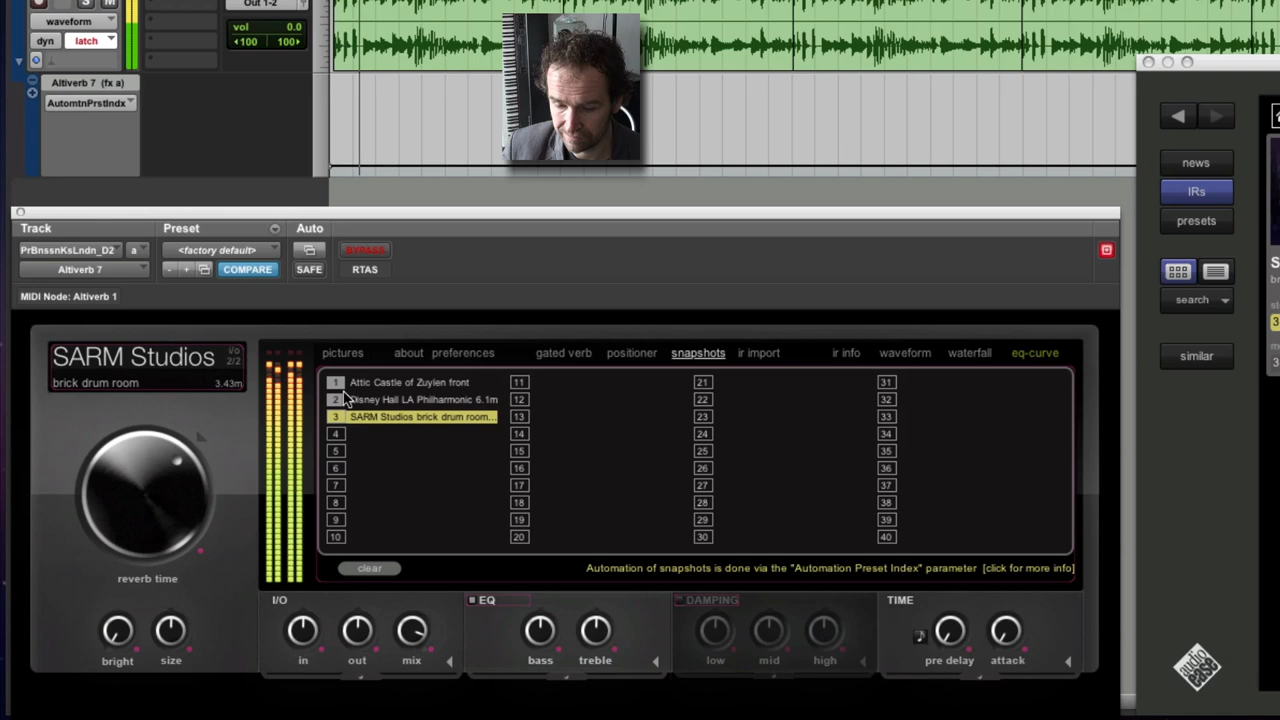 S M
Out 1-2
waveform
vol 0.0
100 100
dyn latch
Altiverb 7 (fx a)
AutomtnPrstIndx
Track Preset Auto
PrBnssnKsLndn_D2 a <factory default> BYPASS
Altiverb 7 - + COMPARE SAFE RTAS
MIDI Node: Altiverb 1
SARM Studios i/o 2/2
brick drum room 3.43m
pictures about preferences gated verb positioner snapshots ir import ir info waveform waterfall eq-curve
1 Attic Castle of Zuylen front 11 21 31
2 Disney Hall LA Philharmonic 6.1m 12 22 32
3 SARM Studios brick drum room... 13 23 33
4 14 24 34
5 15 25 35
6 16 26 36
7 17 27 37
8 18 28 38
9 19 29 39
10 20 30 40
clear Automation of snapshots is done via the "Automation Preset Index" parameter [click for more info]
reverb time
bright size
I/O EQ DAMPING TIME
in out mix bass treble low mid high pre delay attack
news
IRs
presets
search
similar
audio ease
S
3